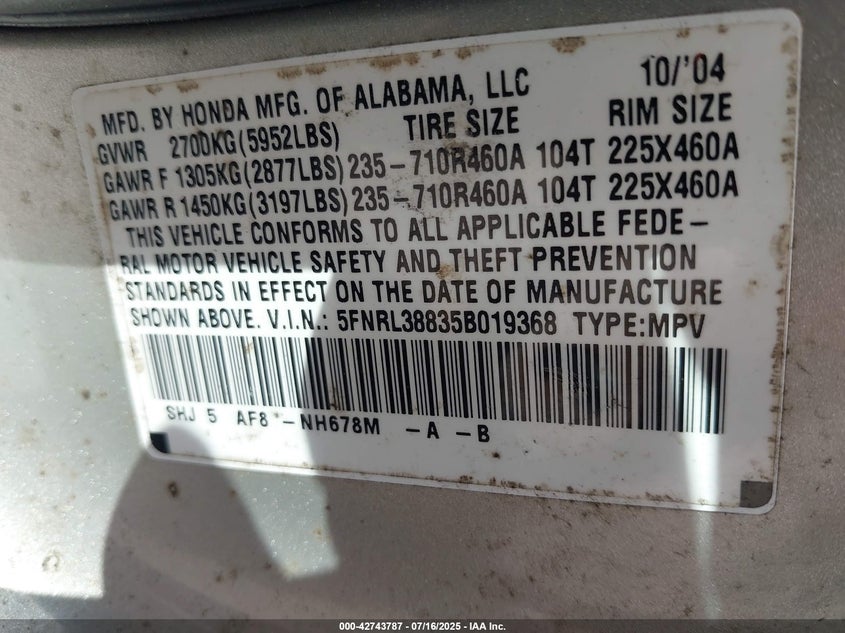 MFD. BY HONDA MFG. OF ALABAMA, LLC 10/'04
GVWR 2700KG(5952LBS) TIRE SIZE RIM SIZE
GAWR F 1305KG(2877LBS) 235-710R460A 104T 225X460A
GAWR R 1450KG(3197LBS) 235-710R460A 104T 225X460A
THIS VEHICLE CONFORMS TO ALL APPLICABLE FEDE-
RAL MOTOR VEHICLE SAFETY AND THEFT PREVENTION
STANDARDS IN EFFECT ON THE DATE OF MANUFACTURE
SHOWN ABOVE. V.I.N.: 5FNRL38835B019368 TYPE:MPV
SHJ 5 AF8 -NH678M -A -B
000-42743787 - 07/16/2025 - IAA Inc.